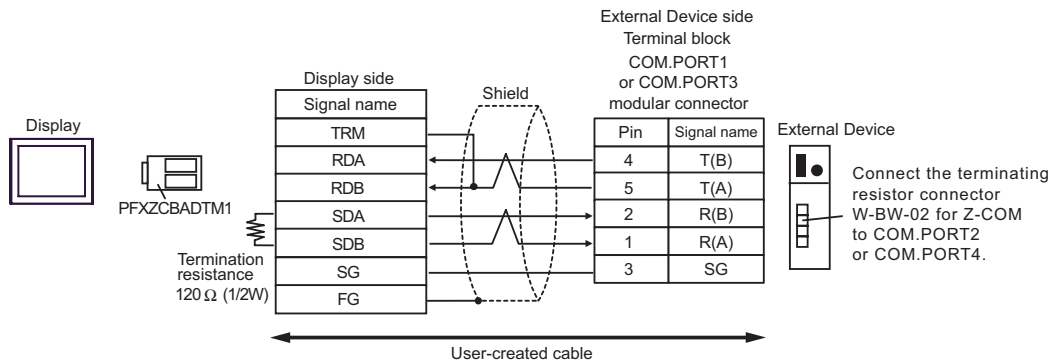 External Device side
Terminal block
COM.PORT1
or COM.PORT3
modular connector
Display side
Shield
Signal name
Pin Signal name
Display
External Device
TRM
RDA
4 T(B)
RDB
5 T(A)
SDA
2 R(B)
SDB
1 R(A)
SG
3 SG
FG
PFXZCBADTM1
Termination
resistance
120 Ω (1/2W)
Connect the terminating
resistor connector
W-BW-02 for Z-COM
to COM.PORT2
or COM.PORT4.
User-created cable